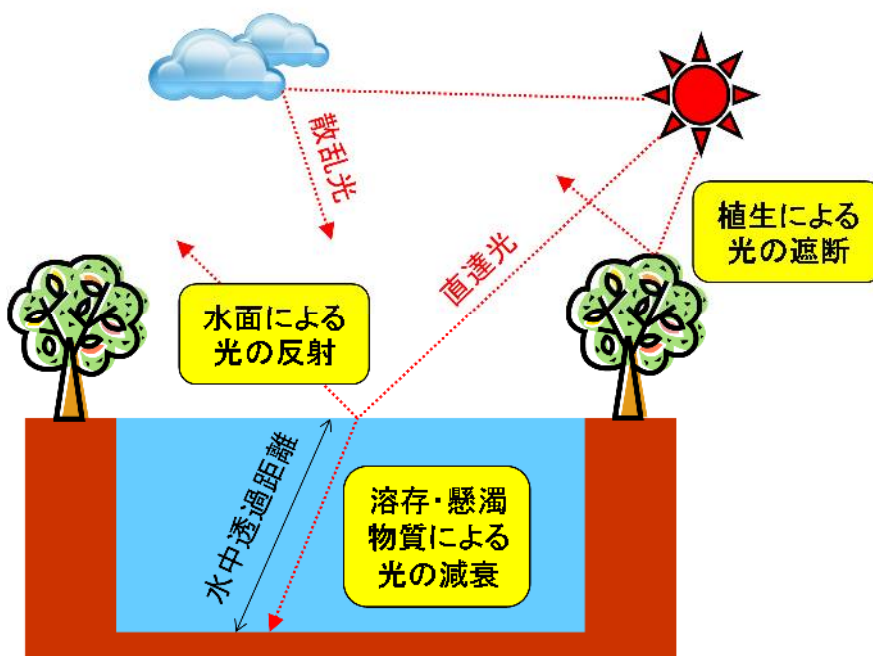 散乱光
直達光
植生による
光の遮断
水面による
光の反射
水中透過距離
溶存・懸濁
物質による
光の減衰